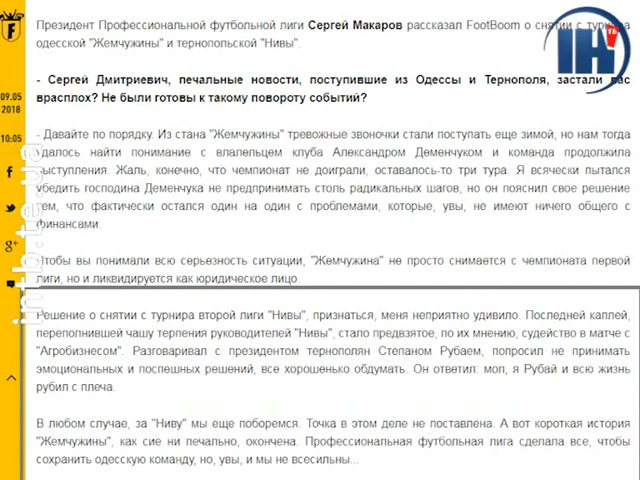 Президент Профессиональной футбольной лиги Сергей Макаров рассказал FootBoom о снятии с турнира
одесской "Жемчужины" и тернопольской "Нивы".
- Сергей Дмитриевич, печальные новости, поступившие из Одессы и Тернополя, застали вас
врасплох? Не были готовы к такому повороту событий?
09.05
2018
10:05
- Давайте по порядку. Из стана "Жемчужины" тревожные звоночки стали поступать еще зимой, но нам тогда
удалось найти понимание с владельцем клуба Александром Деменчуком и команда продолжила
выступления. Жаль, конечно, что чемпионат не доиграли, оставалось-то три тура. Я всячески пытался
убедить господина Деменчука не предпринимать столь радикальных шагов, но он пояснил свое решение
тем, что фактически остался один на один с проблемами, которые, увы, не имеют ничего общего с
финансами.
Чтобы вы понимали всю серьезность ситуации, "Жемчужина" не просто снимается с чемпионата первой
лиги, но и ликвидируется как юридическое лицо.
Решение о снятии с турнира второй лиги "Нивы", признаться, меня неприятно удивило. Последней каплей,
переполнившей чашу терпения руководителей "Нивы", стало предвзятое, по их мнению, судейство в матче с
"Агробизнесом". Разговаривал с президентом тернополян Степаном Рубаем, попросил не принимать
эмоциональных и поспешных решений, все хорошенько обдумать. Он ответил: мол, я Рубай и всю жизнь
рубил с плеча.
В любом случае, за "Ниву" мы еще поборемся. Точка в этом деле не поставлена. А вот короткая история
"Жемчужины", как сие ни печально, окончена. Профессиональная футбольная лига сделала все, чтобы
сохранить одесскую команду, но, увы, и мы не всесильны...
ІНТБ
intb.te.ua
F
f
g+